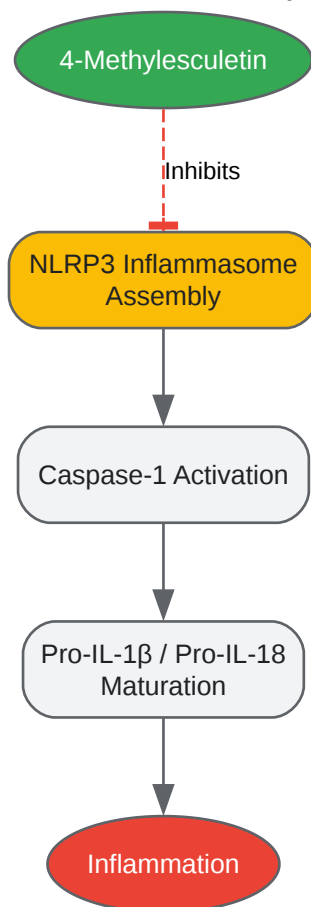 4-Methylesculetin
Inhibits
NLRP3 Inflammasome
Assembly
Caspase-1 Activation
Pro-IL-1β / Pro-IL-18
Maturation
Inflammation